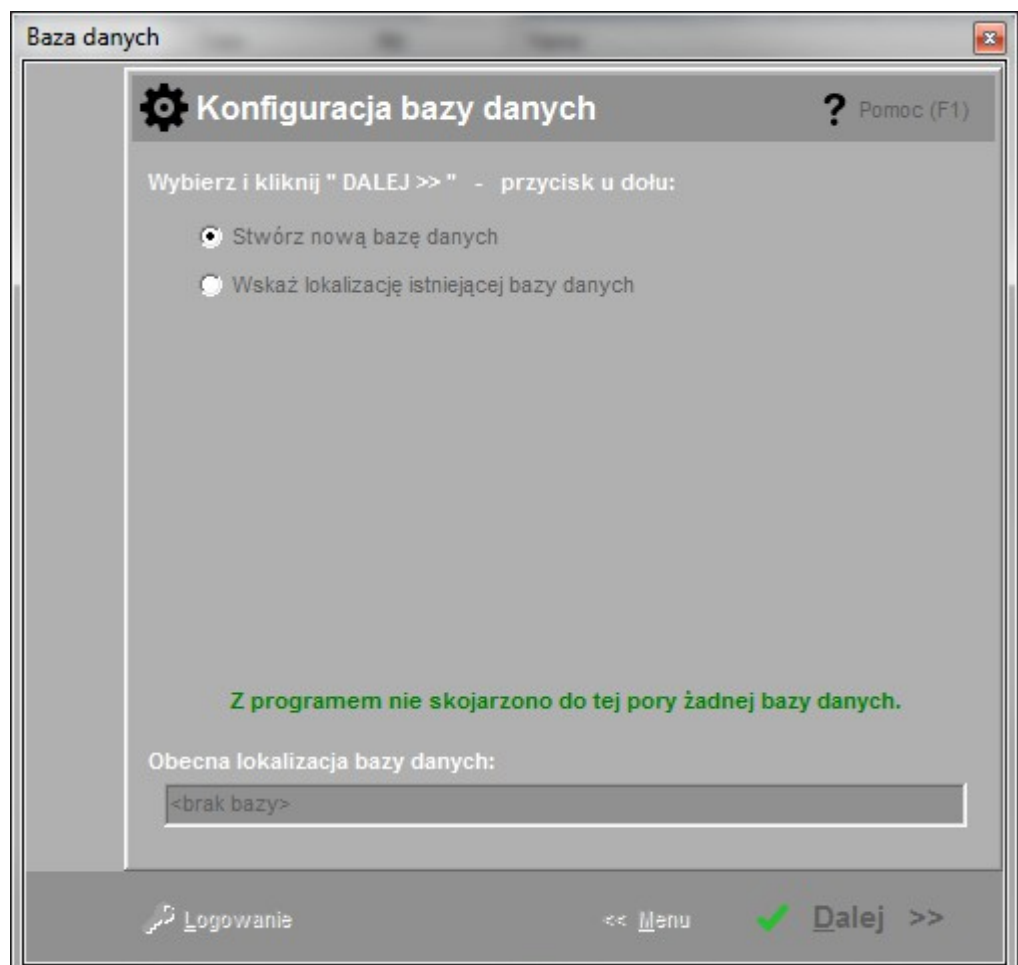 Baza danych
Konfiguracja bazy danych
? Pomoc (F1)
Wybierz i kliknij " DALEJ >> " - przycisk u dołu:
Stwórz nową bazę danych
Wskaż lokalizację istniejącej bazy danych
Z programem nie skojarzono do tej pory żadnej bazy danych.
Obecna lokalizacja bazy danych:
<brak bazy>
Logowanie
<< Menu
Dalej >>